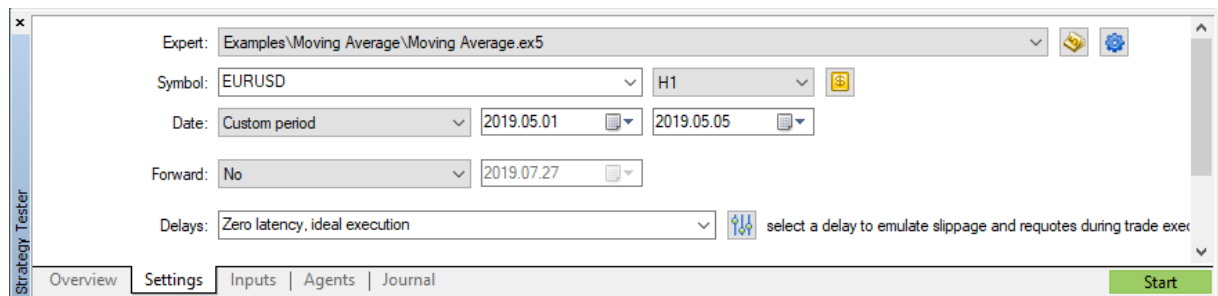 Expert: Examples\Moving Average\Moving Average.ex5
Symbol: EURUSD H1
Date: Custom period 2019.05.01 2019.05.05
Forward: No 2019.07.27
Delays: Zero latency, ideal execution select a delay to emulate slippage and requotes during trade exec
Strategy Tester
Overview Settings Inputs | Agents | Journal Start